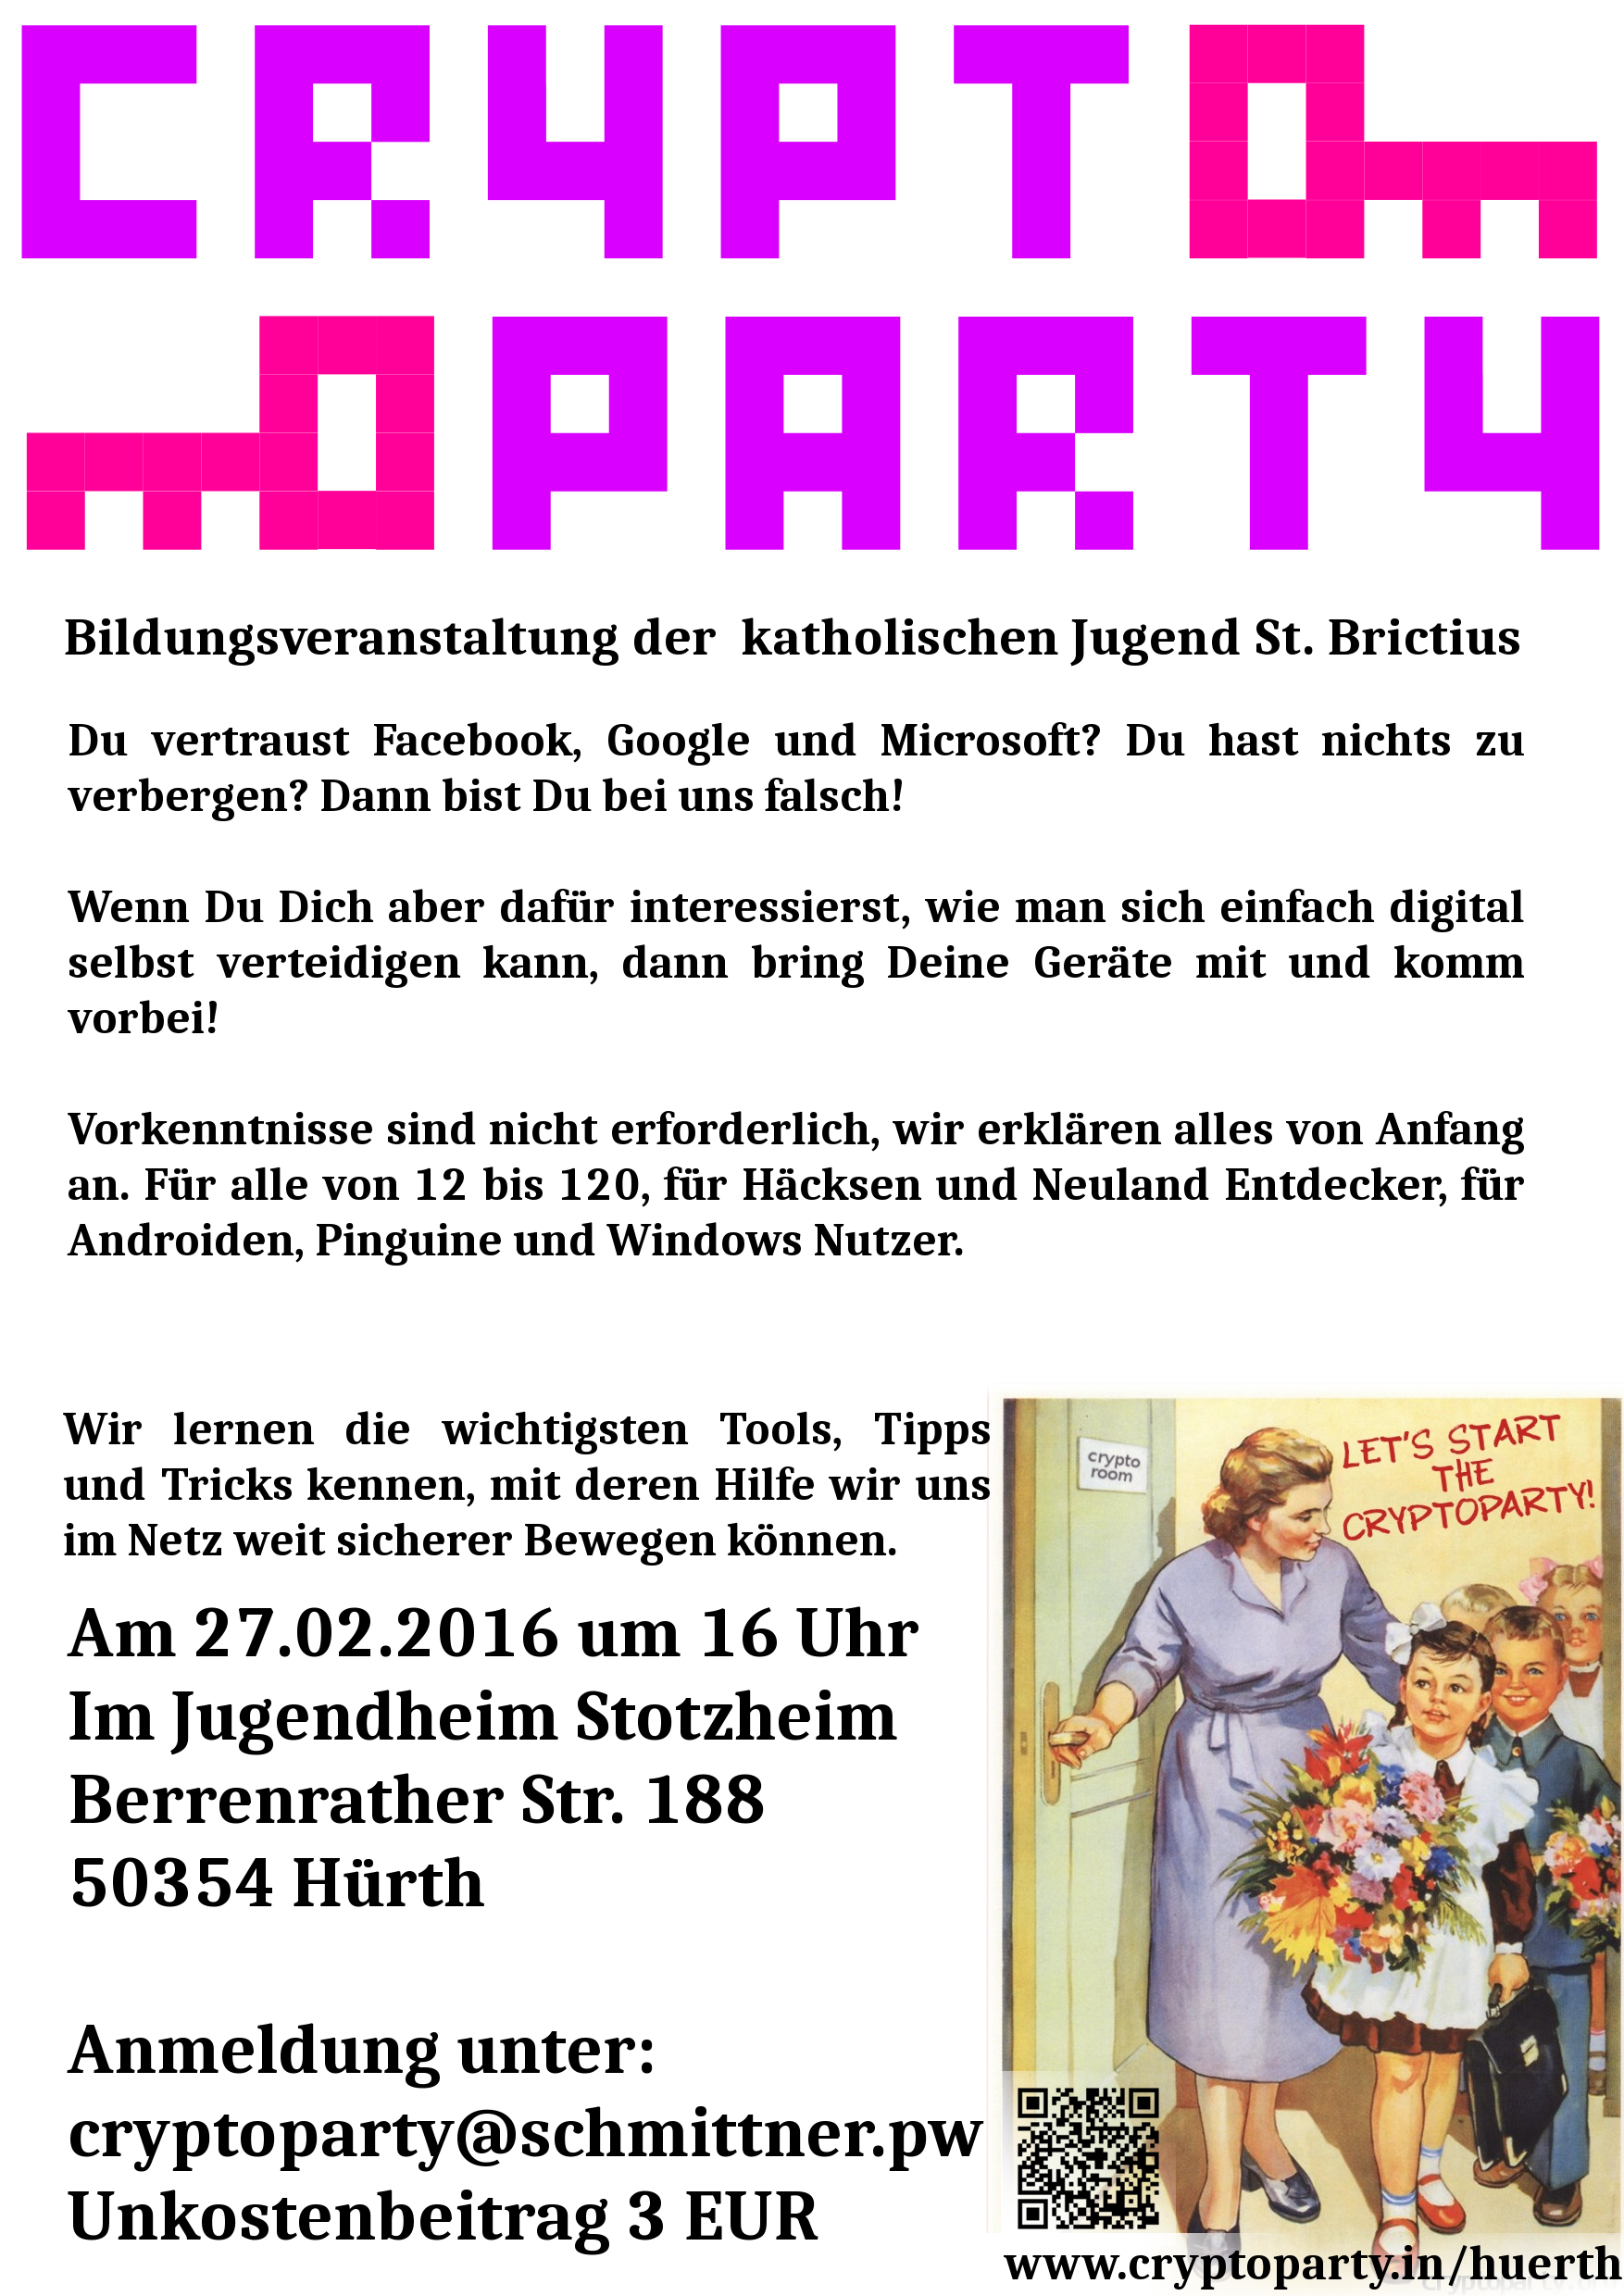 CRYPTO
PARTY
Bildungsveranstaltung der katholischen Jugend St. Brictius
Du vertraust Facebook, Google und Microsoft? Du hast nichts zu
verbergen? Dann bist Du bei uns falsch!
Wenn Du Dich aber dafür interessierst, wie man sich einfach digital
selbst verteidigen kann, dann bring Deine Geräte mit und komm
vorbei!
Vorkenntnisse sind nicht erforderlich, wir erklären alles von Anfang
an. Für alle von 12 bis 120, für Häcksen und Neuland Entdecker, für
Androiden, Pinguine und Windows Nutzer.
Wir lernen die wichtigsten Tools, Tipps
und Tricks kennen, mit deren Hilfe wir uns
im Netz weit sicherer Bewegen können.
Am 27.02.2016 um 16 Uhr
Im Jugendheim Stotzheim
Berrenrather Str. 188
50354 Hürth
Anmeldung unter:
cryptoparty@schmittner.pw
Unkostenbeitrag 3 EUR
crypto
room
LET'S START
THE
CRYPTOPARTY!
www.cryptoparty.in/huerth